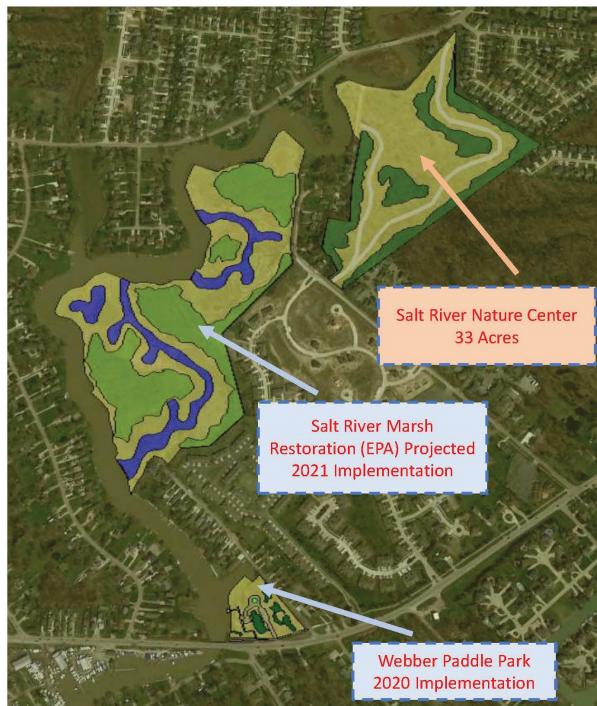 Salt River Nature Center
33 Acres
Salt River Marsh
Restoration (EPA) Projected
2021 Implementation
Webber Paddle Park
2020 Implementation